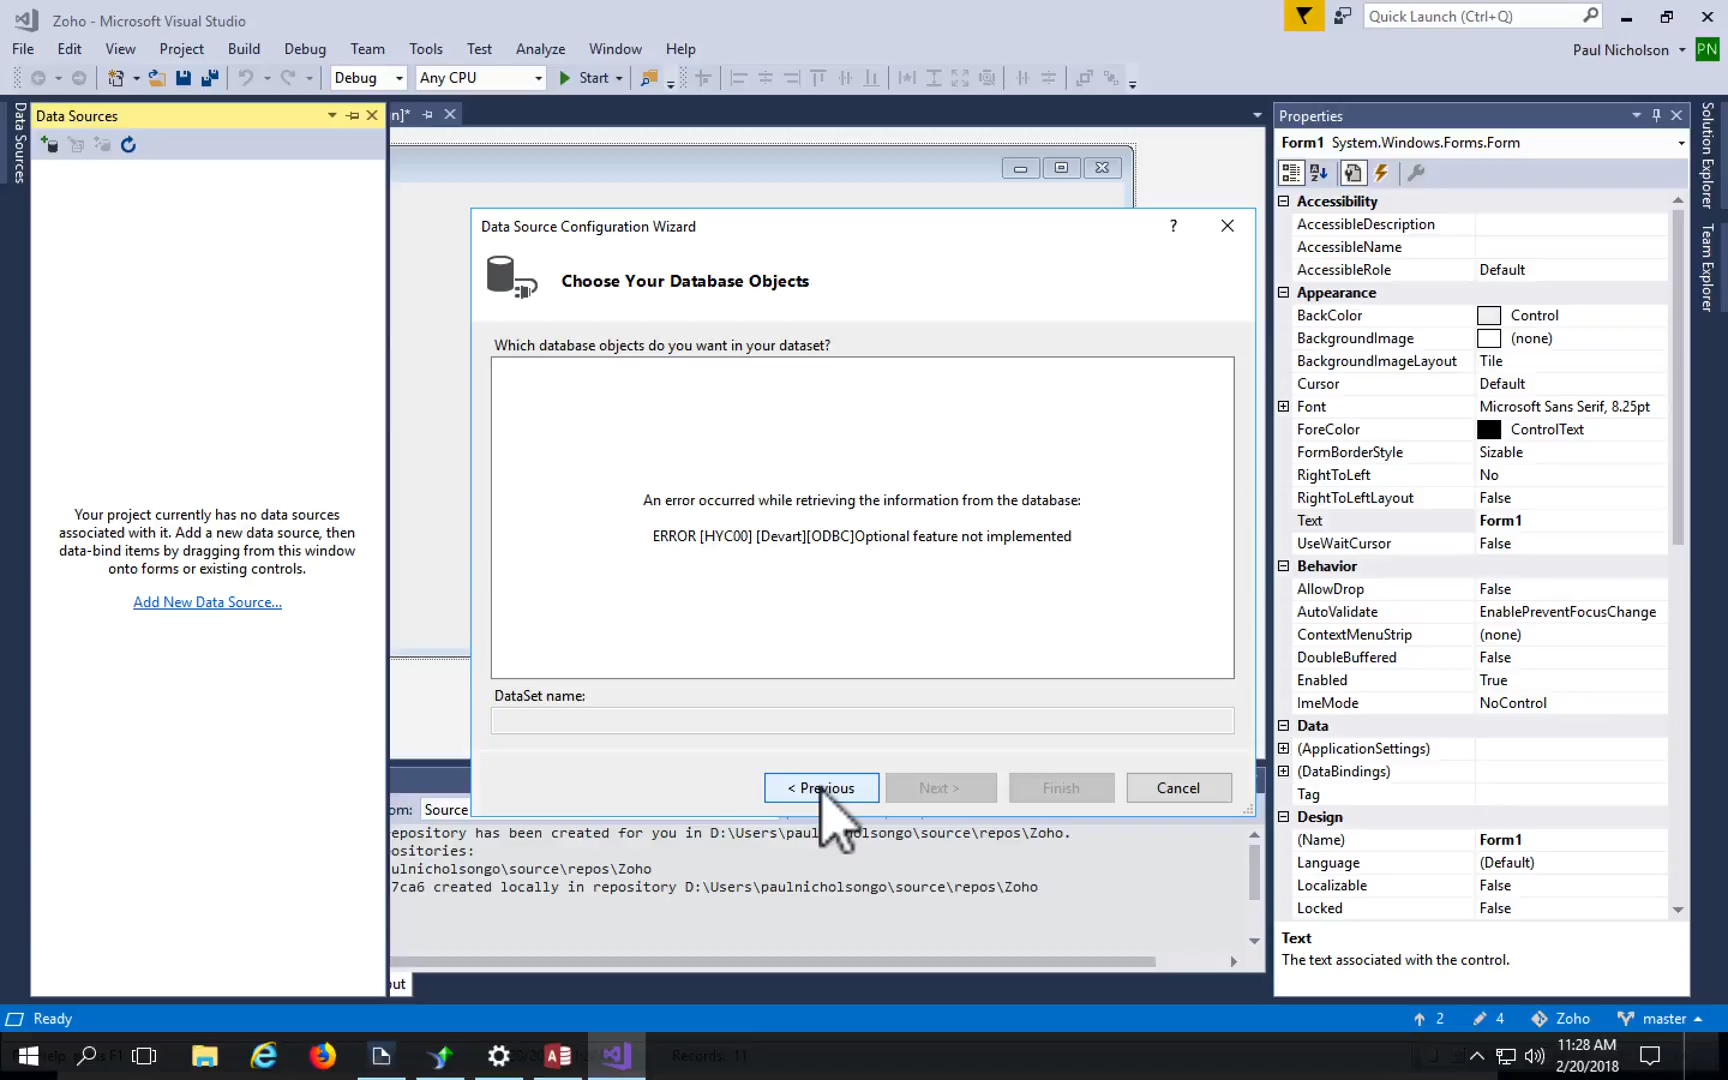 Zoho - Microsoft Visual Studio
Quick Launch (Ctrl+Q)
File Edit View Project Build Debug Team Tools Test Analyze Window Help
Paul Nicholson PN
Debug Any CPU Start
Data Sources
Data Sources
n]*
Your project currently has no data sources
associated with it. Add a new data source, then
data-bind items by dragging from this window
onto forms or existing controls.
Add New Data Source...
Data Source Configuration Wizard
?
Choose Your Database Objects
Which database objects do you want in your dataset?
An error occurred while retrieving the information from the database:
ERROR [HYC00] [Devart][ODBC]Optional feature not implemented
DataSet name:
< Previous Next > Finish Cancel
om: Source
epository has been created for you in D:\Users\paulnicholsongo\source\repos\Zoho.
ositories:
ulnicholsongo\source\repos\Zoho
7ca6 created locally in repository D:\Users\paulnicholsongo\source\repos\Zoho
out
Properties
Form1 System.Windows.Forms.Form
Accessibility
AccessibleDescription
AccessibleName
AccessibleRole Default
Appearance
BackColor Control
BackgroundImage (none)
BackgroundImageLayout Tile
Cursor Default
Font Microsoft Sans Serif, 8.25pt
ForeColor ControlText
FormBorderStyle Sizable
RightToLeft No
RightToLeftLayout False
Text Form1
UseWaitCursor False
Behavior
AllowDrop False
AutoValidate EnablePreventFocusChange
ContextMenuStrip (none)
DoubleBuffered False
Enabled True
ImeMode NoControl
Data
(ApplicationSettings)
(DataBindings)
Tag
Design
(Name) Form1
Language (Default)
Localizable False
Locked False
Text
The text associated with the control.
Solution Explorer
Team Explorer
Ready
2 4 Zoho master
Records: 11
11:28 AM
2/20/2018